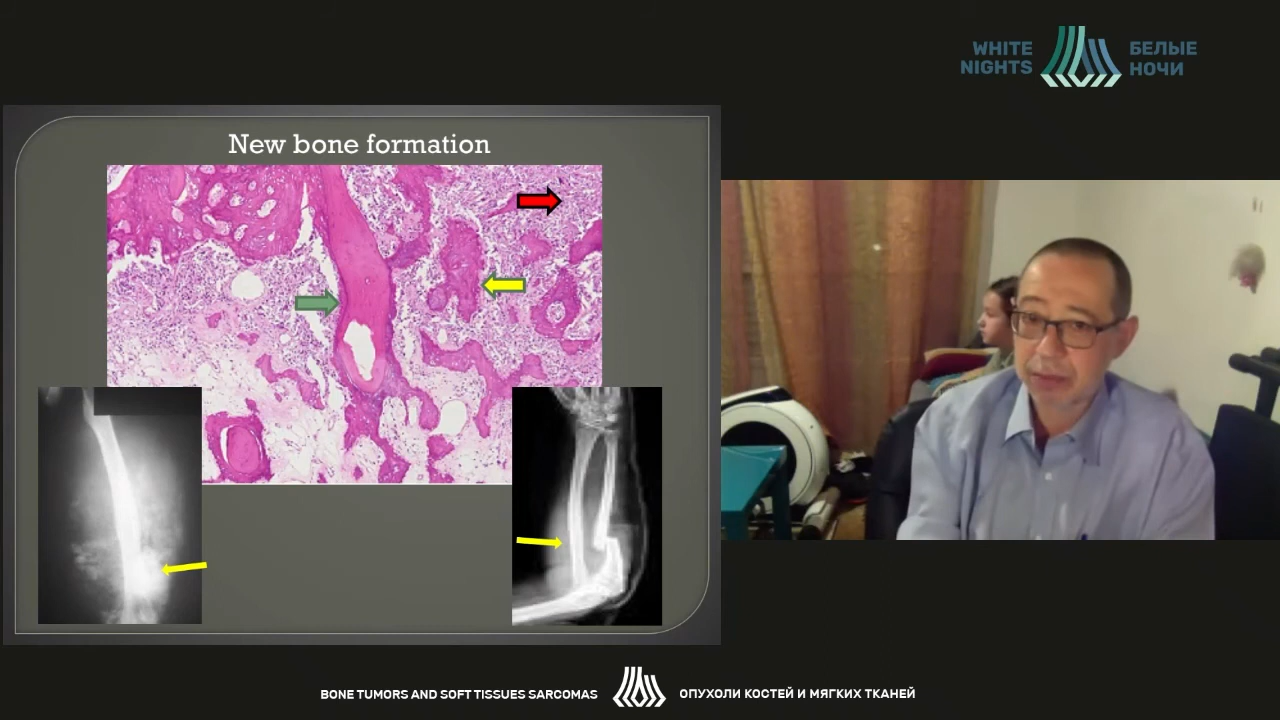 WHITE
NIGHTS
БЕЛЫЕ
НОЧИ
New bone formation
BONE TUMORS AND SOFT TISSUES SARCOMAS
ОПУХОЛИ КОСТЕЙ И МЯГКИХ ТКАНЕЙ